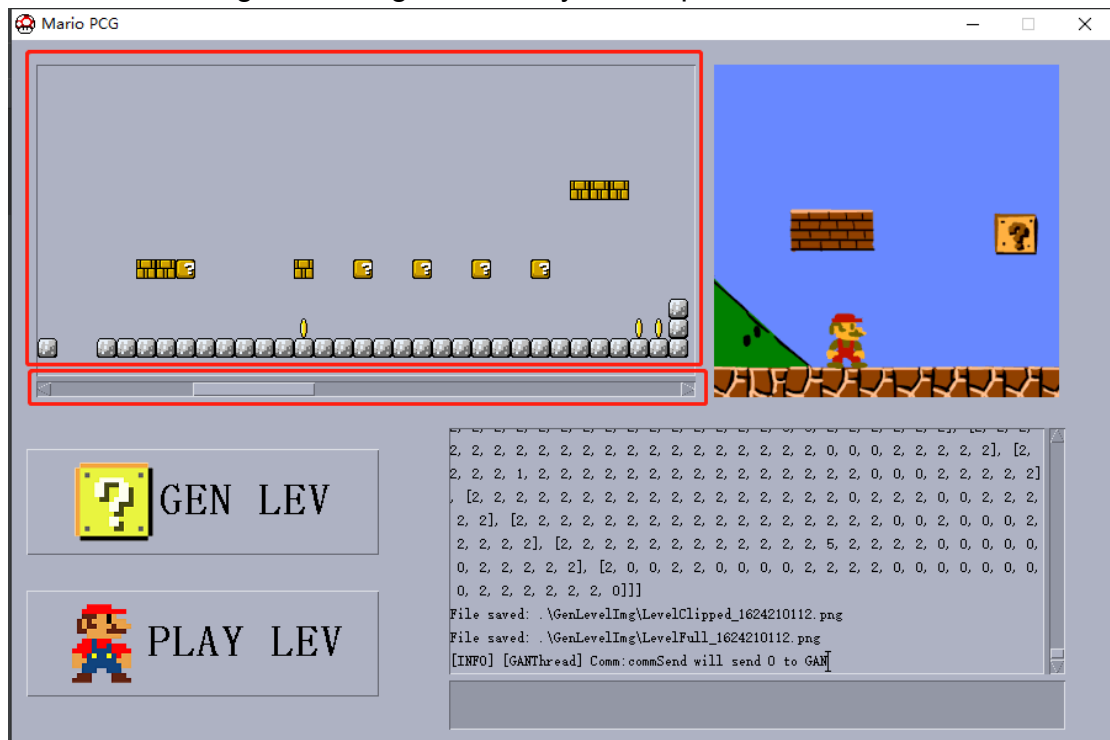 Mario PCG
GEN LEV
PLAY LEV
2, 2, 2, 2, 2, 2, 2, 2, 2, 2, 2, 2, 2, 2, 2, 2, 2, 0, 0, 0, 2, 2, 2, 2, 2], [2,
2, 2, 2, 1, 2, 2, 2, 2, 2, 2, 2, 2, 2, 2, 2, 2, 2, 2, 2, 0, 0, 0, 2, 2, 2, 2, 2]
, [2, 2, 2, 2, 2, 2, 2, 2, 2, 2, 2, 2, 2, 2, 2, 2, 2, 0, 2, 2, 2, 0, 0, 2, 2, 2,
2, 2], [2, 2, 2, 2, 2, 2, 2, 2, 2, 2, 2, 2, 2, 2, 2, 2, 2, 0, 0, 2, 0, 0, 0, 2,
2, 2, 2, 2], [2, 2, 2, 2, 2, 2, 2, 2, 2, 2, 2, 2, 5, 2, 2, 2, 2, 0, 0, 0, 0, 0,
0, 2, 2, 2, 2, 2], [2, 0, 0, 2, 2, 0, 0, 0, 0, 2, 2, 2, 2, 0, 0, 0, 0, 0, 0, 0,
0, 2, 2, 2, 2, 2, 2, 0]]]
File saved: .\GenLevelImg\LevelClipped_1624210112.png
File saved: .\GenLevelImg\LevelFull_1624210112.png
[INFO] [GANThread] Comm:commSend will send 0 to GAN